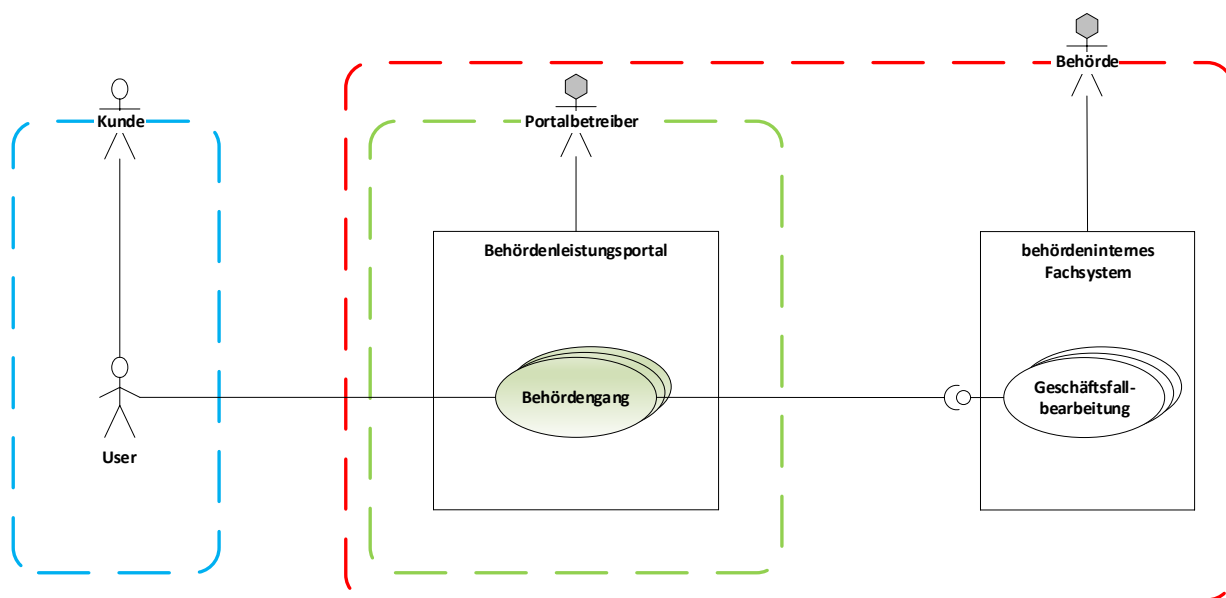 Behörde
Kunde
Portalbetreiber
Behördenleistungsportal
behördeninternes
Fachsystem
Behördengang
Geschäftsfall-
bearbeitung
User